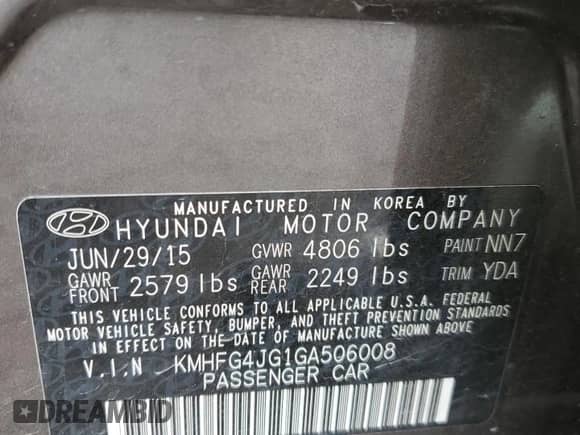 MANUFACTURED IN KOREA BY
HYUNDAI MOTOR COMPANY
JUN/29/15 GVWR 4806 lbs PAINT NN7
GAWR FRONT 2579 lbs GAWR REAR 2249 lbs TRIM YDA
THIS VEHICLE CONFORMS TO ALL APPLICABLE U.S.A. FEDERAL
MOTOR VEHICLE SAFETY, BUMPER, AND THEFT PREVENTION STANDARDS
IN EFFECT ON THE DATE OF MANUFACTURE SHOWN ABOVE.
V.I.N KMHFG4JG1GA506008
PASSENGER CAR
DREAMBID